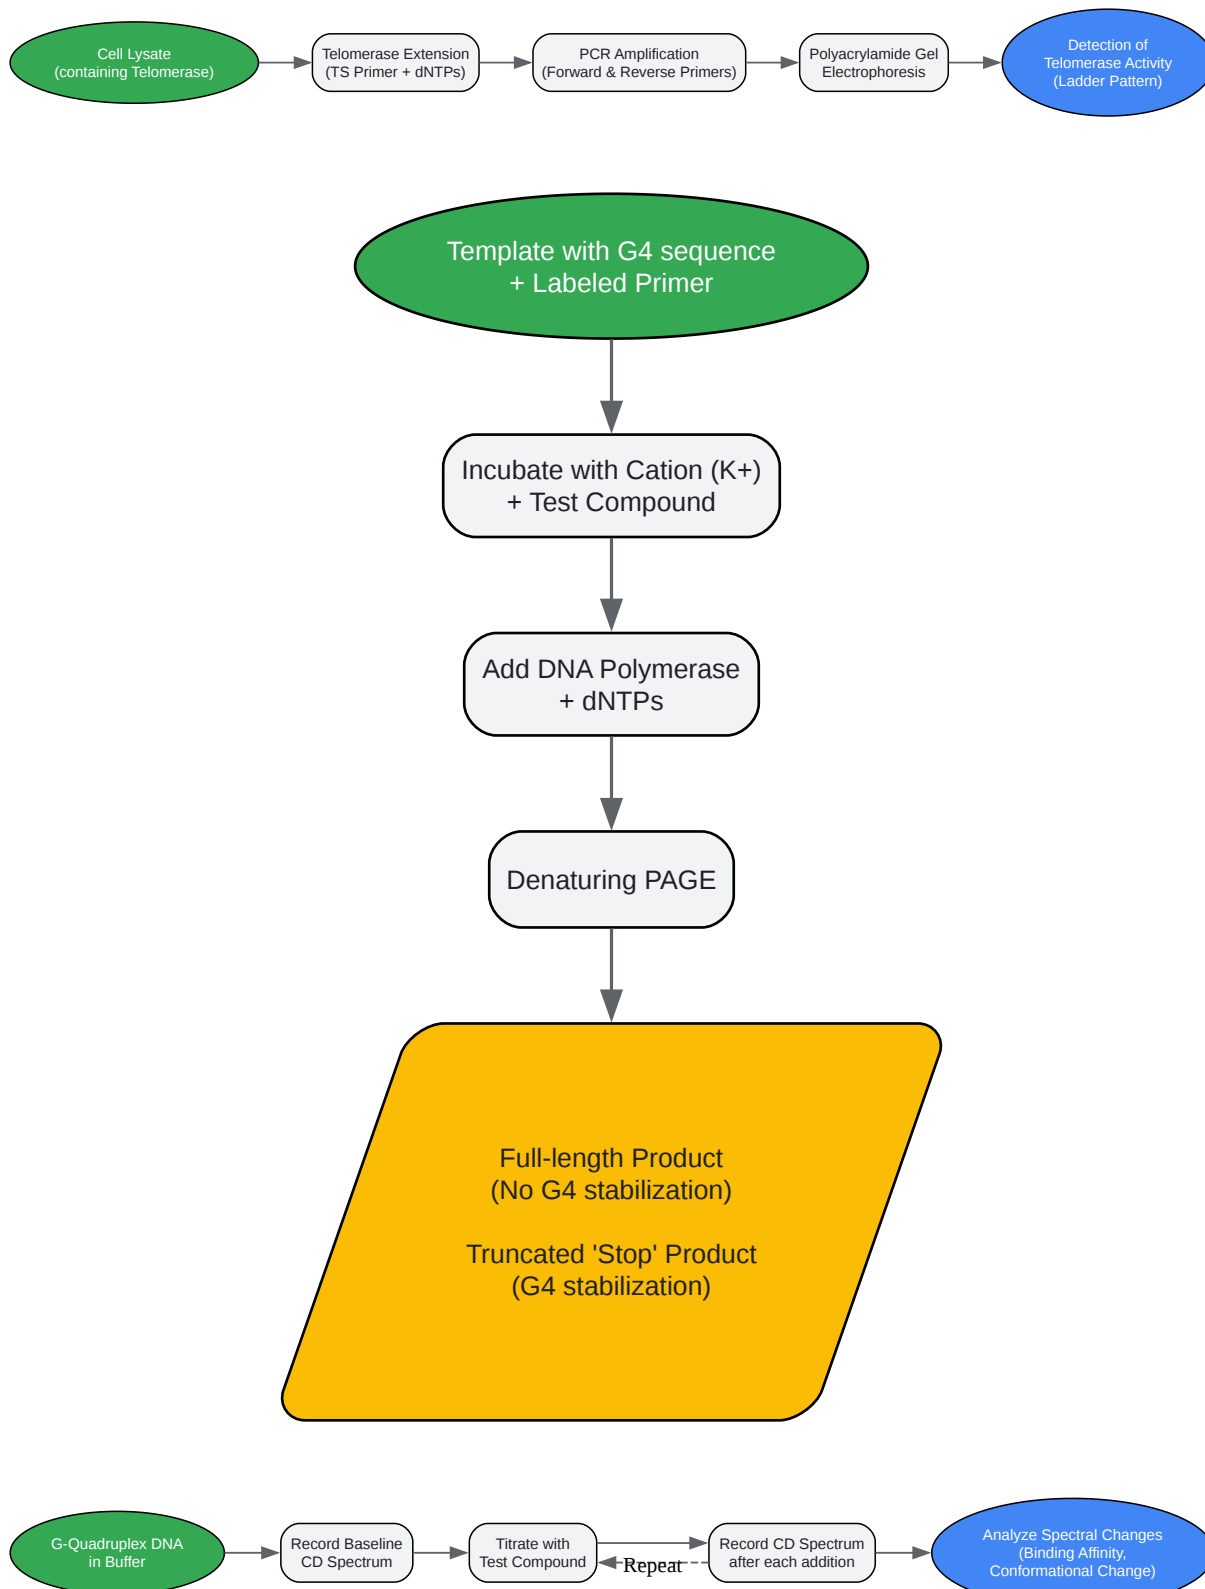 Cell Lysate
(containing Telomerase)
Telomerase Extension
(TS Primer + dNTPs)
PCR Amplification
(Forward & Reverse Primers)
Polyacrylamide Gel
Electrophoresis
Detection of
Telomerase Activity
(Ladder Pattern)
Template with G4 sequence
+ Labeled Primer
Incubate with Cation (K+)
+ Test Compound
Add DNA Polymerase
+ dNTPs
Denaturing PAGE
Full-length Product
(No G4 stabilization)
Truncated 'Stop' Product
(G4 stabilization)
G-Quadruplex DNA
in Buffer
Record Baseline
CD Spectrum
Titrate with
Test Compound
Repeat
Record CD Spectrum
after each addition
Analyze Spectral Changes
(Binding Affinity,
Conformational Change)